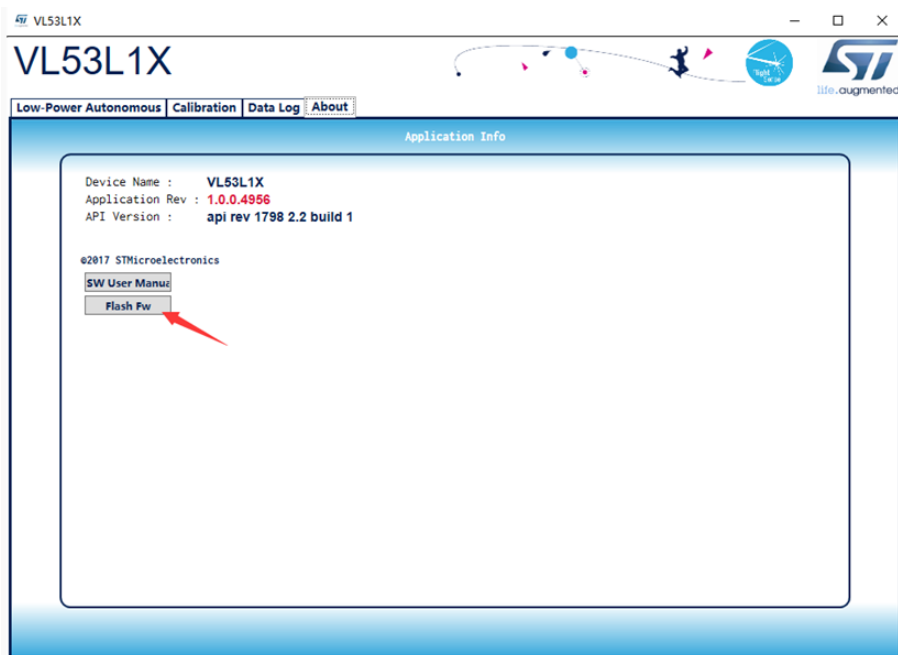 VL53L1X
VL53L1X
flight
Sense
life.augmented
Low-Power Autonomous Calibration Data Log About
Application Info
Device Name : VL53L1X
Application Rev : 1.0.0.4956
API Version : api rev 1798 2.2 build 1
©2017 STMicroelectronics
SW User Manua
Flash Fw